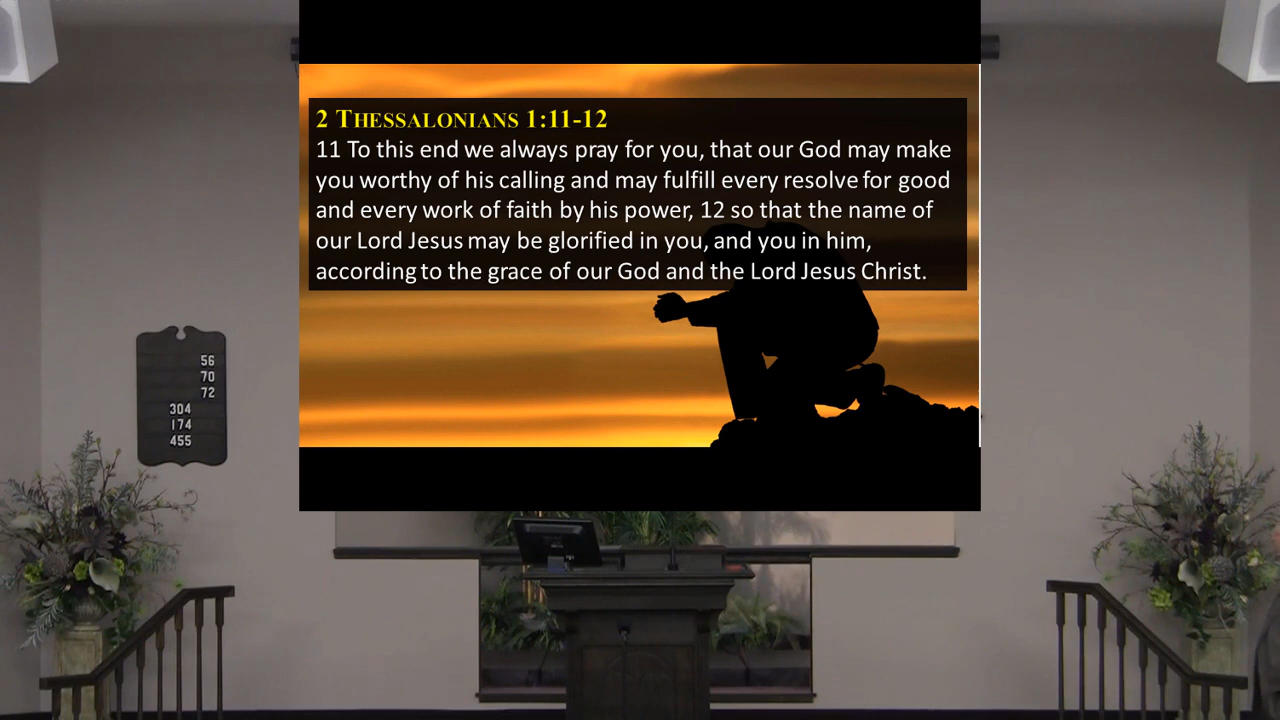 2 THESSALONIANS 1:11-12
11 To this end we always pray for you, that our God may make
you worthy of his calling and may fulfill every resolve for good
and every work of faith by his power, 12 so that the name of
our Lord Jesus may be glorified in you, and you in him,
according to the grace of our God and the Lord Jesus Christ.
56
70
72
304
174
455